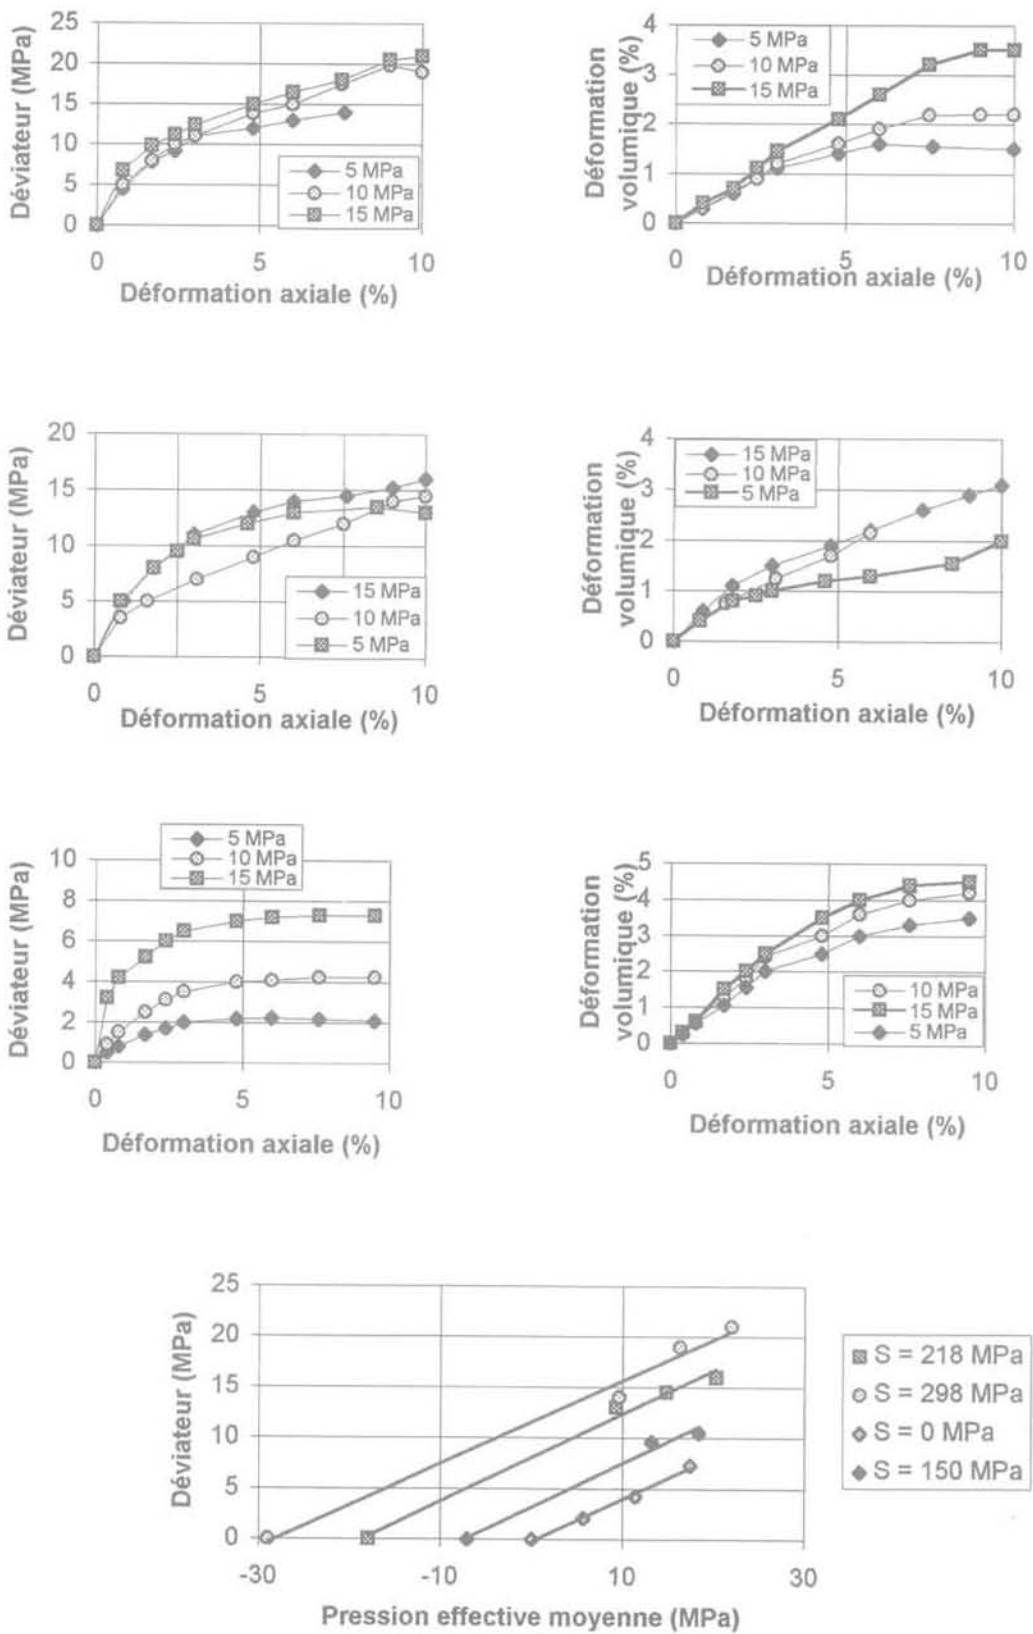 Déviateur (MPa)
25
20
15
10
5
0
5 MPa
10 MPa
15 MPa
0 5 10
Déformation axiale (%)
Déformation
volumique (%)
4
3
2
1
0
5 MPa
10 MPa
15 MPa
0 5 10
Déformation axiale (%)
Déviateur (MPa)
20
15
10
5
0
15 MPa
10 MPa
5 MPa
0 5 10
Déformation axiale (%)
Déformation
volumique (%)
4
3
2
1
0
15 MPa
10 MPa
5 MPa
0 5 10
Déformation axiale (%)
Déviateur (MPa)
10
8
6
4
2
0
5 MPa
10 MPa
15 MPa
0 5 10
Déformation axiale (%)
Déformation
volumique (%)
5
4
3
2
1
0
10 MPa
15 MPa
5 MPa
0 5 10
Déformation axiale (%)
Déviateur (MPa)
25
20
15
10
5
0
-30 -10 10 30
Pression effective moyenne (MPa)
S = 218 MPa
S = 298 MPa
S = 0 MPa
S = 150 MPa